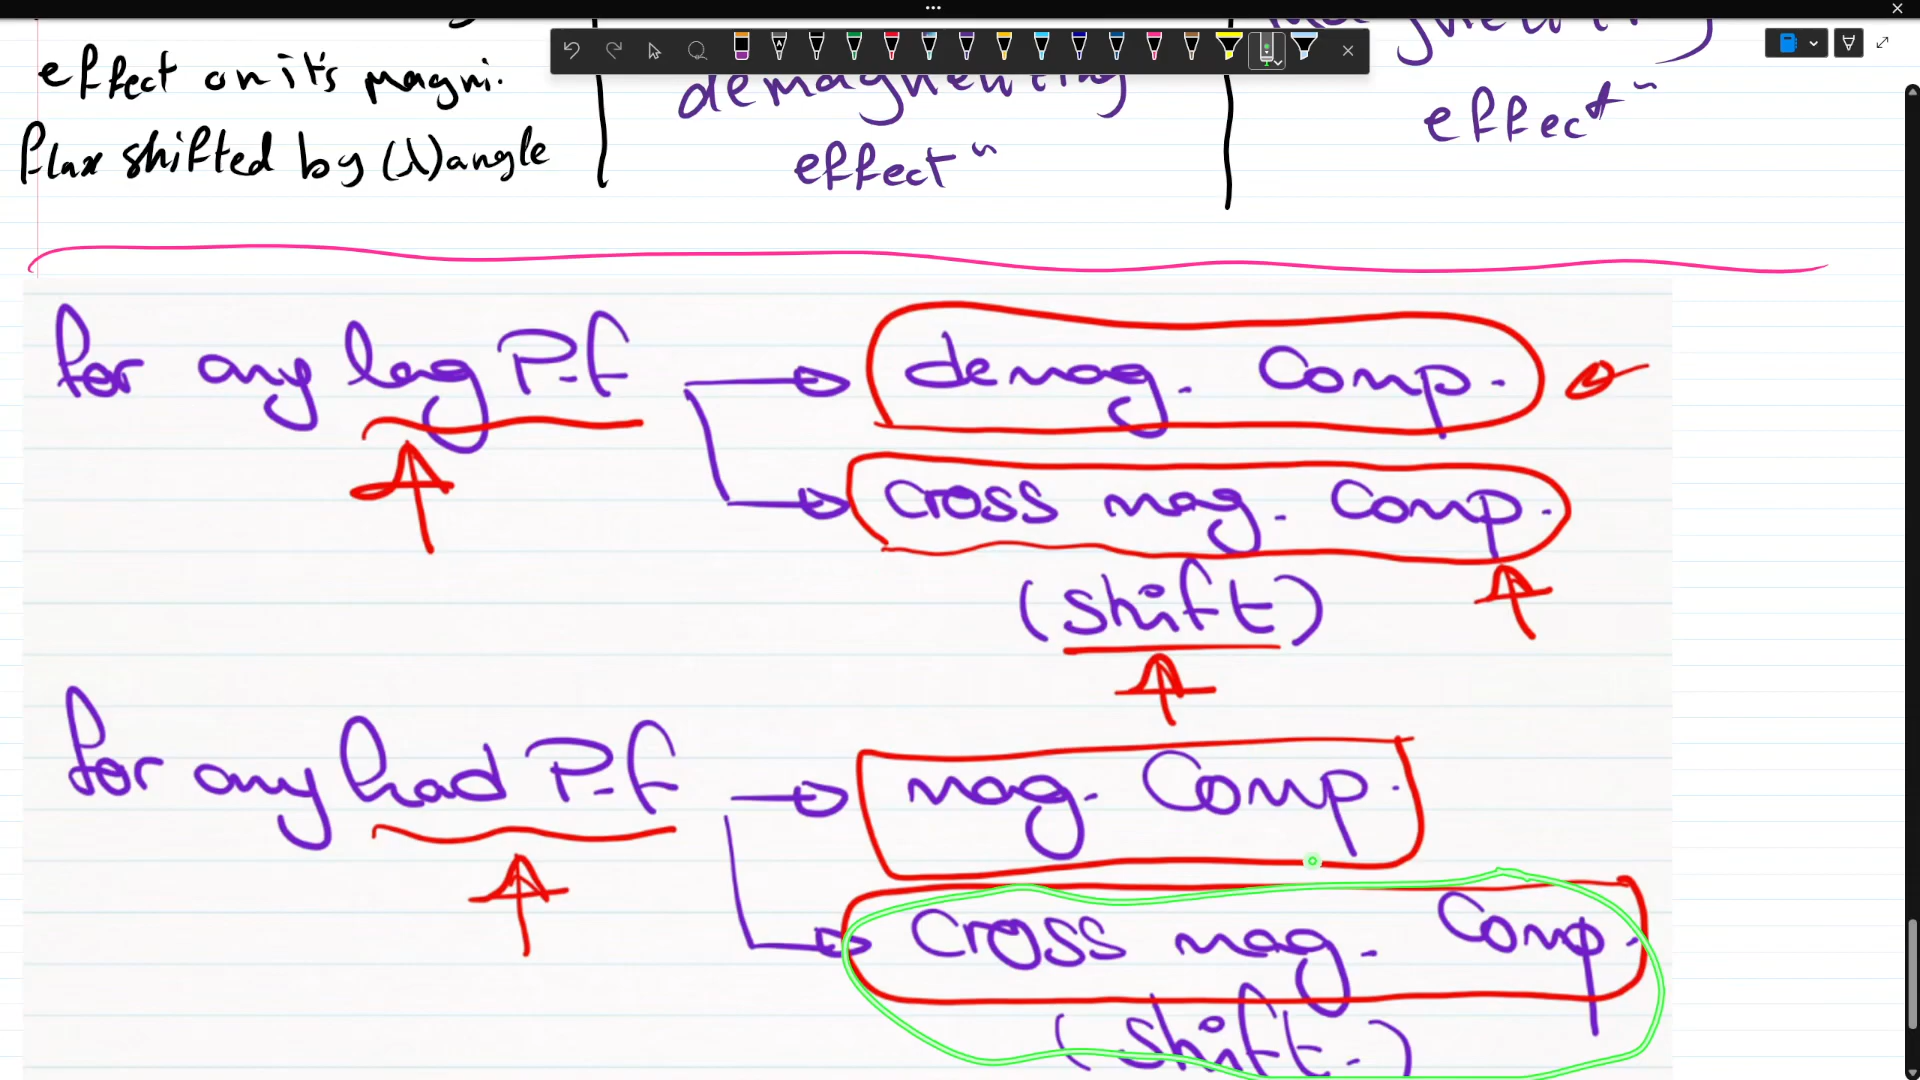 effect on it's magni.
flux shifted by (λ) angle
demagnetizing
effect "
effect "
for any lag P.f
demag. Comp.
cross mag. Comp.
(shift)
for any lead P.f
mag. Comp.
Cross mag. Comp.
(shift.)